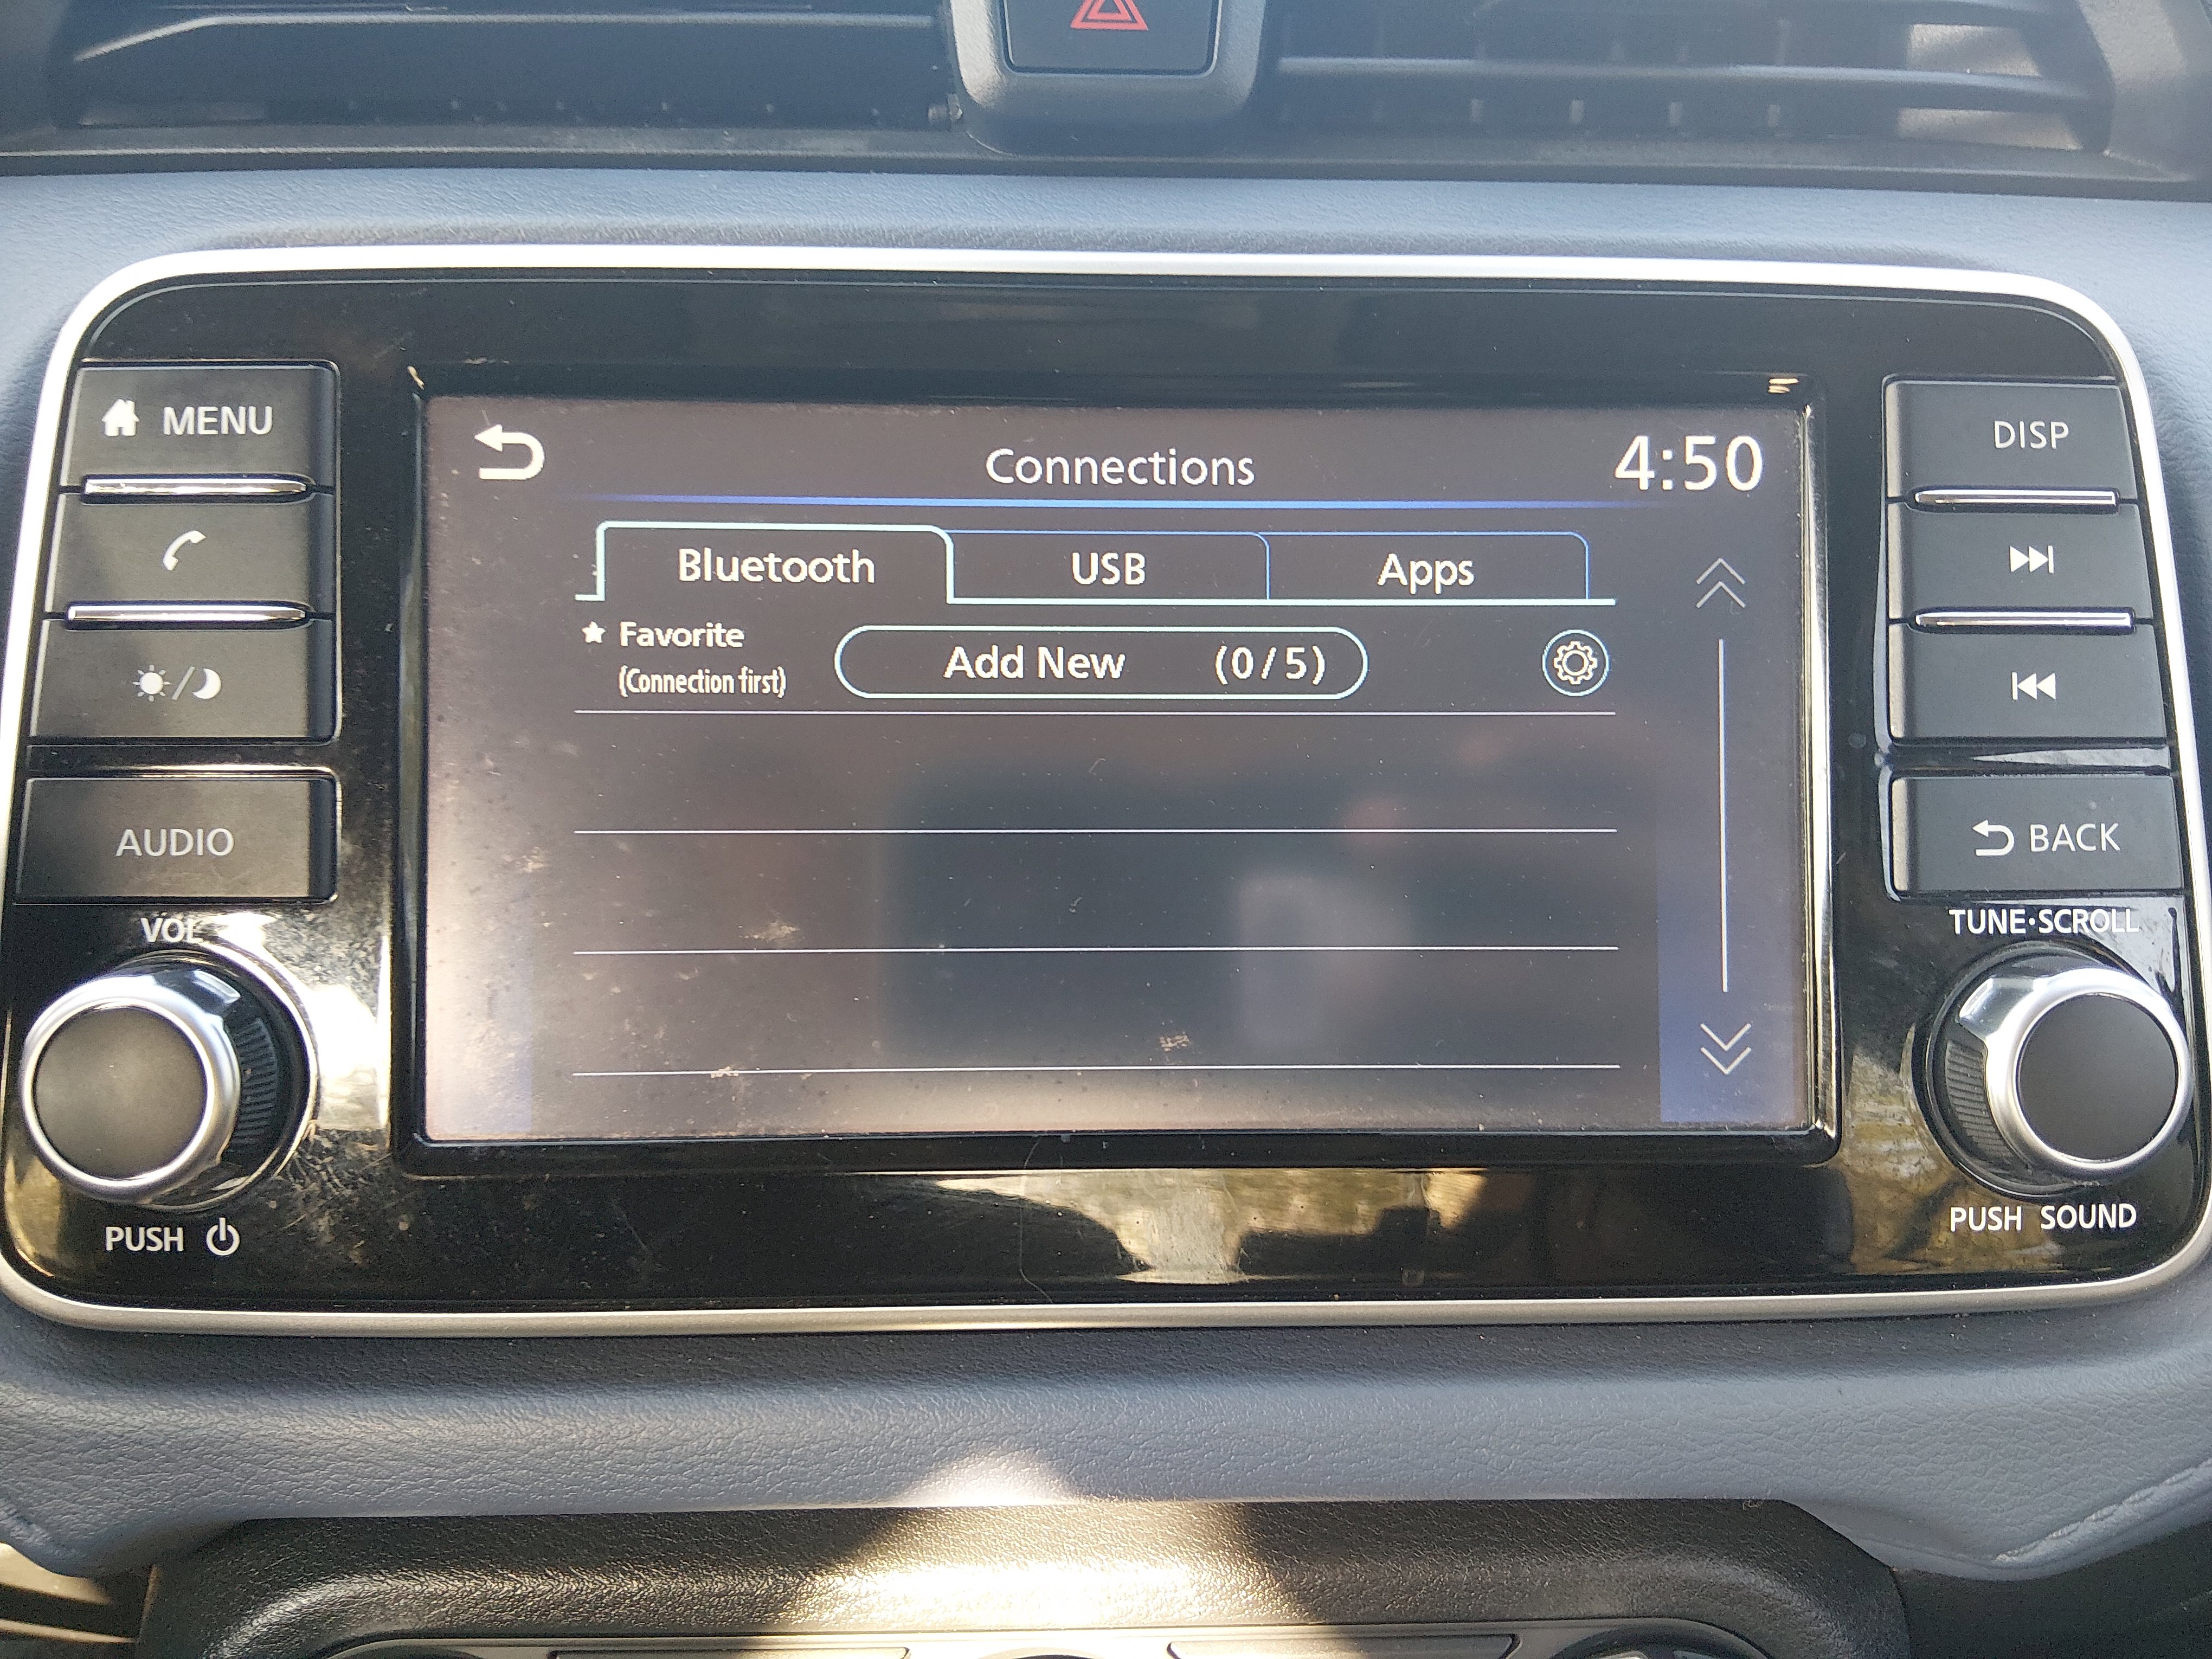 MENU
AUDIO
VOL
PUSH
Connections
4:50
Bluetooth USB Apps
Favorite
(Connection first)
Add New (0/5)
DISP
BACK
TUNE·SCROLL
PUSH SOUND